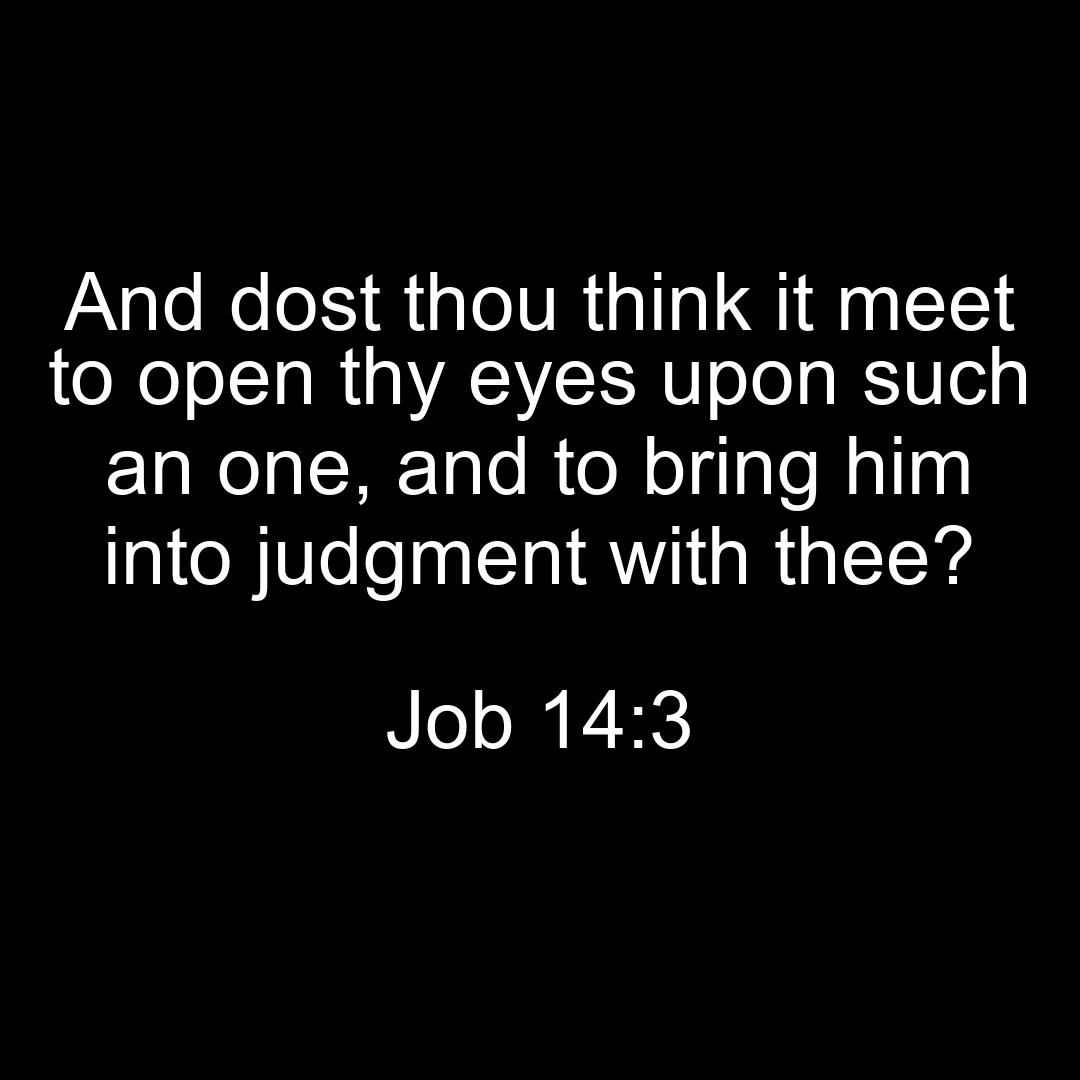 And dost thou think it meet
to open thy eyes upon such
an one, and to bring him
into judgment with thee?
Job 14:3